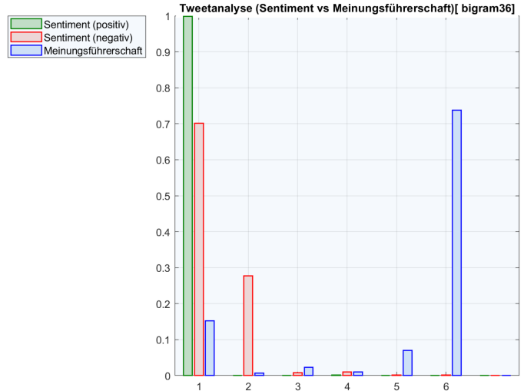 Tweetanalyse (Sentiment vs Meinungsführerschaft)[ bigram36]
Sentiment (positiv)
Sentiment (negativ)
Meinungsführerschaft
1
0.9
0.8
0.7
0.6
0.5
0.4
0.3
0.2
0.1
0
1 2 3 4 5 6